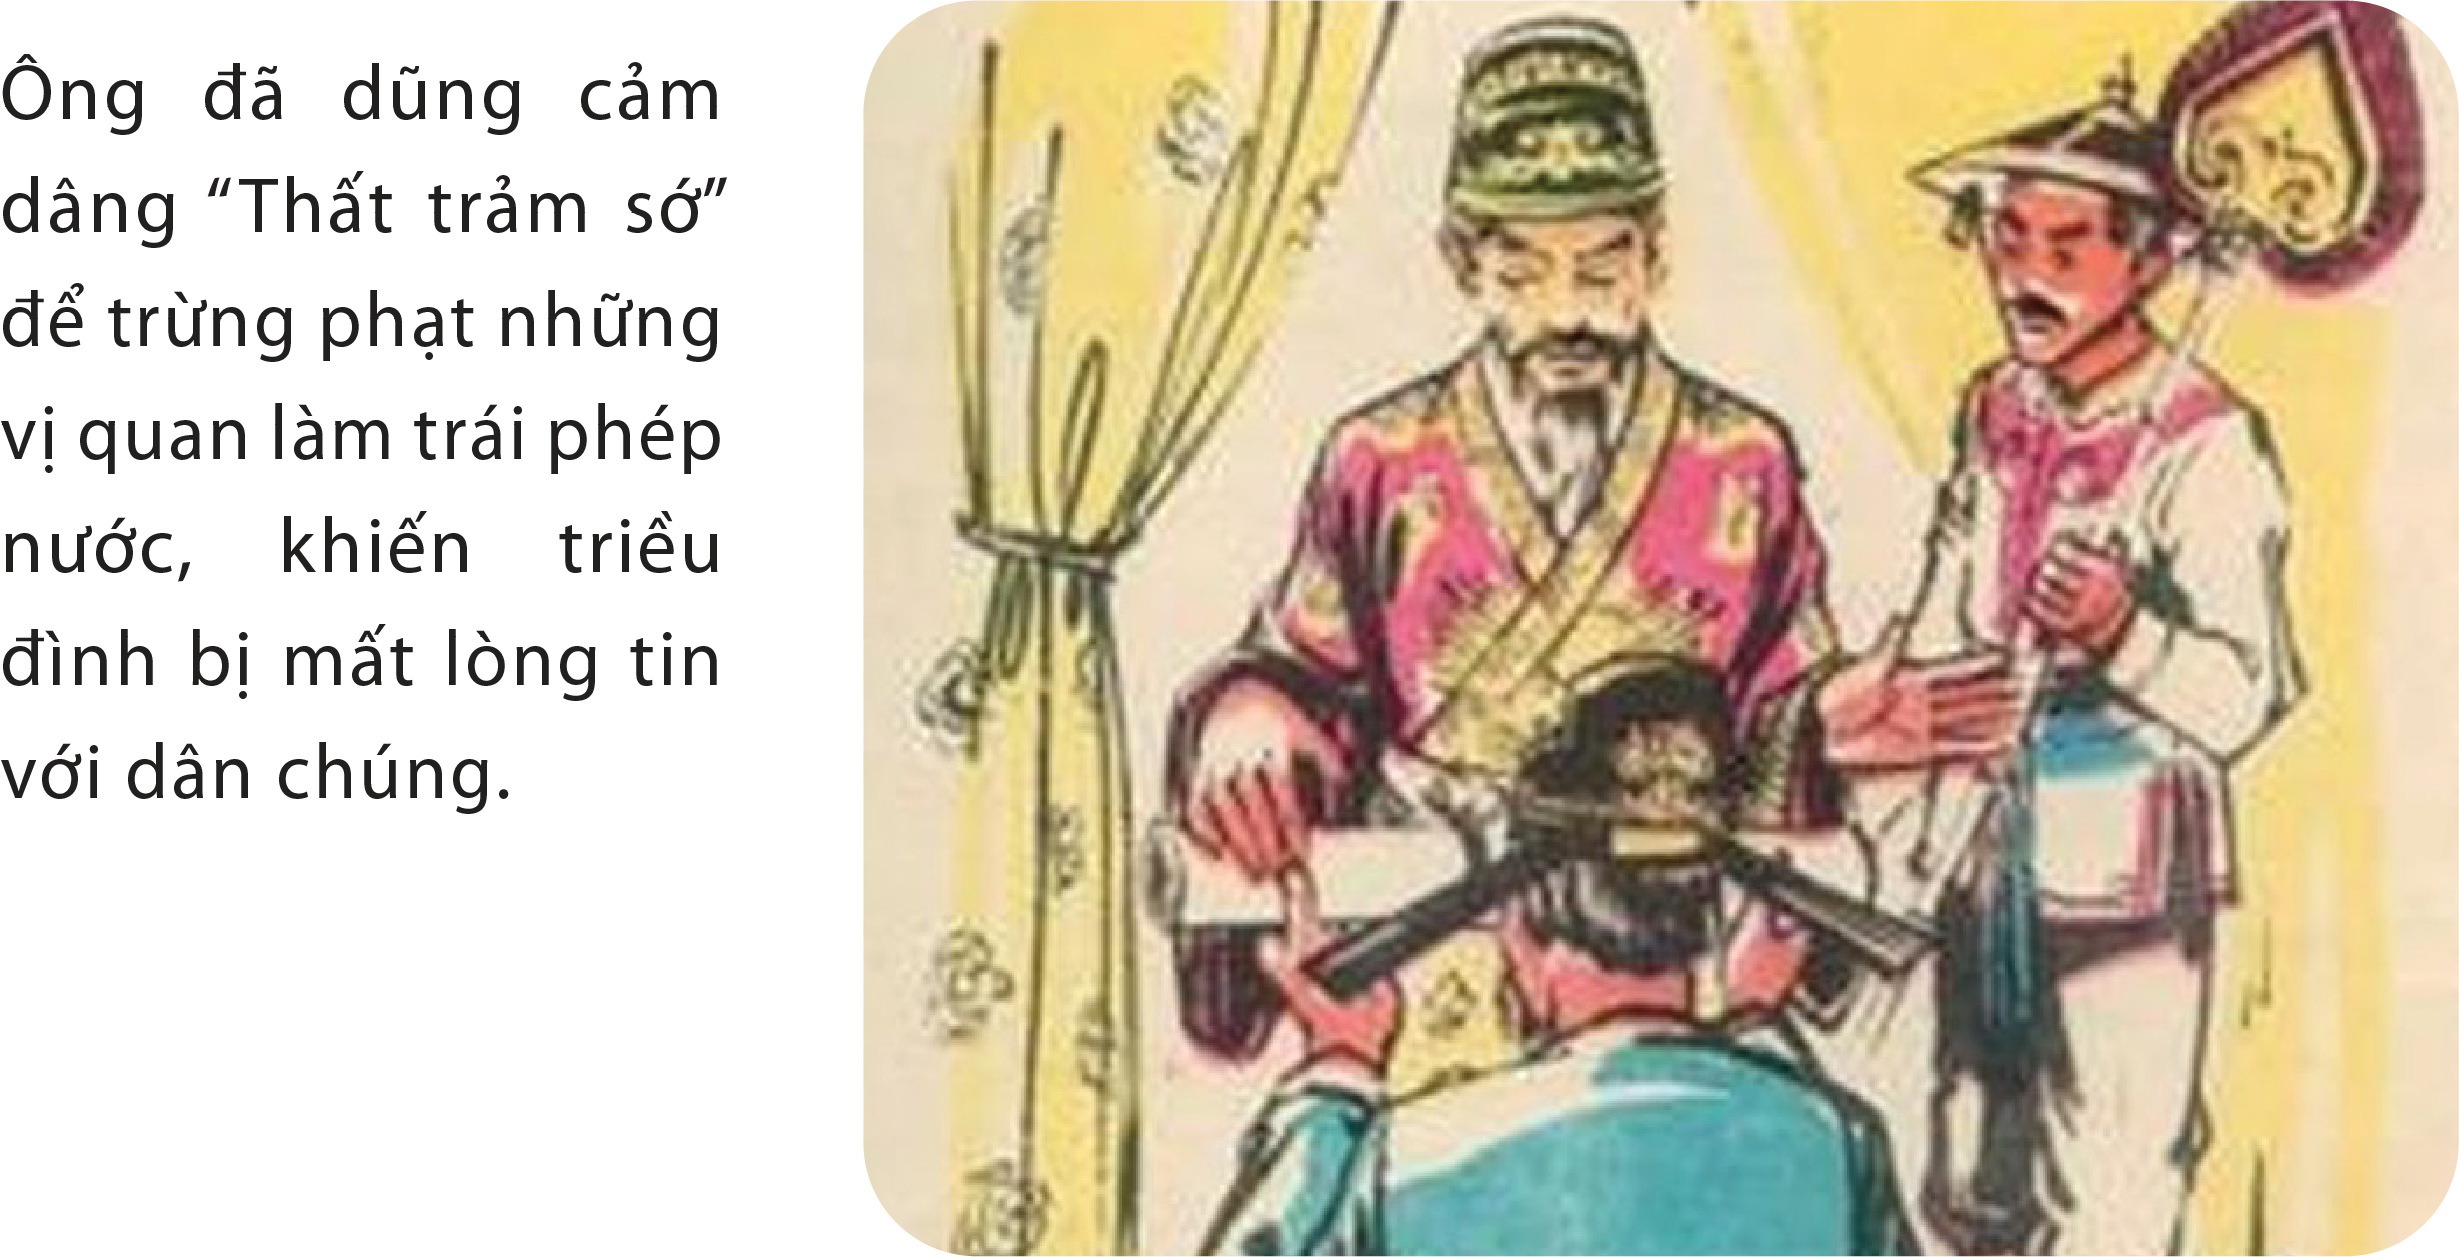 Ông đã dũng cảm
dâng “Thất trảm sớ”
để trừng phạt những
vị quan làm trái phép
nước, khiến triều
đình bị mất lòng tin
với dân chúng.